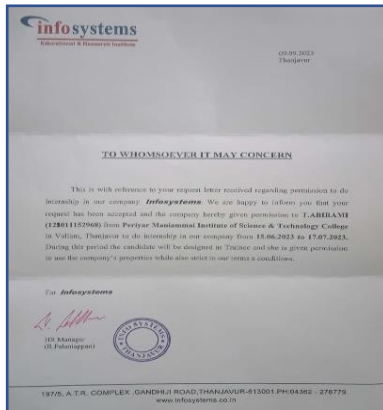 infosystems
Educational & Research Institute
09.06.2023
Thanjavur
TO WHOMSOEVER IT MAY CONCERN
This is with reference to your request letter received regarding permission to do
internship in our company Infosystems. We are happy to inform you that your
request has been accepted and the company hereby given permission to T.ABIRAMI
(121011152968) from Periyar Maniammai Institute of Science & Technology College
in Vallam, Thanjavur to do internship in our company from 15.06.2023 to 17.07.2023.
During this period the candidate will be designed as Trainee and she is given permission
to use the company's properties while also strict to our terms & conditions.
For Infosystems
INFO SYSTEMS
THANJAVUR
HR Manager
(R.Palaniappan)
197/5, A.T.R. COMPLEX ,GANDHIJI ROAD,THANJAVUR-613001.PH:04362 - 276779.
www.infosystems.co.in